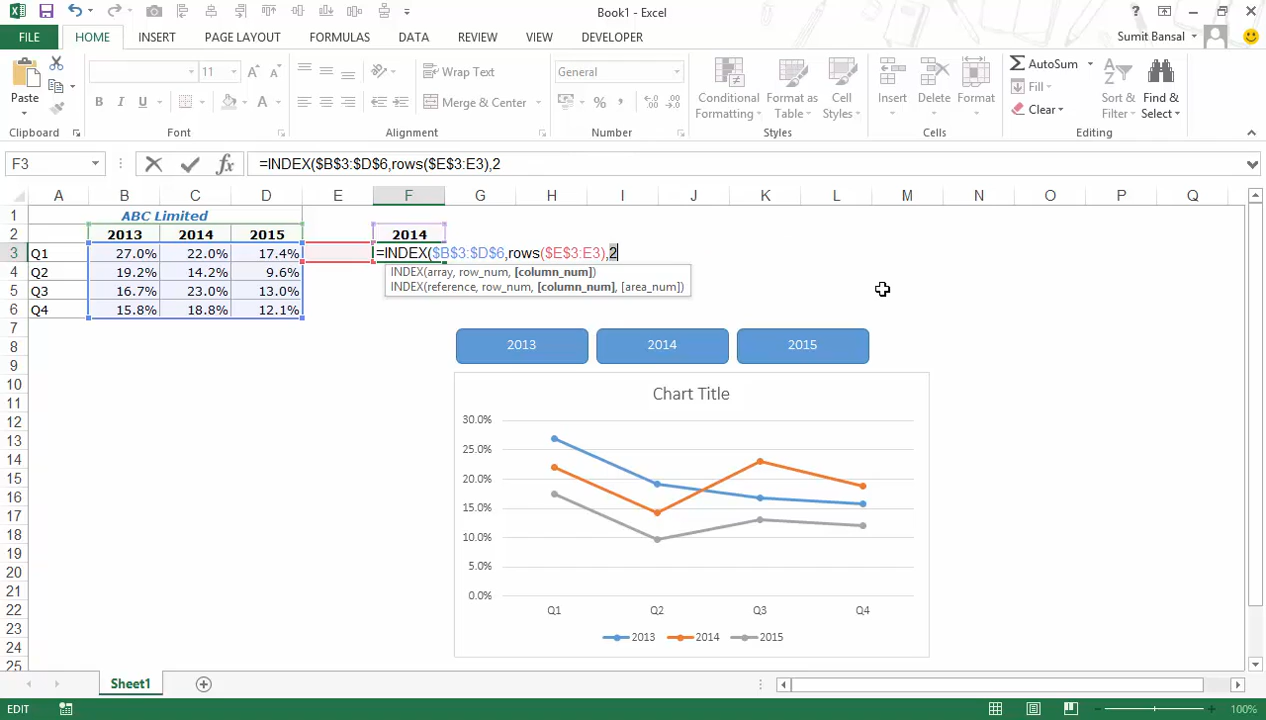 Book1 - Excel
FILE HOME INSERT PAGE LAYOUT FORMULAS DATA REVIEW VIEW DEVELOPER Sumit Bansal
Paste
11
B I U
Wrap Text
Merge & Center
General
%
Conditional Formatting
Format as Table
Cell Styles
Insert
Delete
Format
AutoSum
Fill
Clear
Sort & Filter
Find & Select
Clipboard Font Alignment Number Styles Cells Editing
F3 fx =INDEX($B$3:$D$6,rows($E$3:E3),2
A B C D E F G H I J K L M N O P Q
1 ABC Limited
2 2013 2014 2015 2014
3 Q1 27.0% 22.0% 17.4% =INDEX($B$3:$D$6,rows($E$3:E3),2
INDEX(array, row_num, [column_num])
4 Q2 19.2% 14.2% 9.6%
INDEX(reference, row_num, [column_num], [area_num])
5 Q3 16.7% 23.0% 13.0%
6 Q4 15.8% 18.8% 12.1%
7
8 2013 2014 2015
9
10
Chart Title
11
30.0%
12
13
25.0%
14
15
20.0%
16
17
15.0%
18
10.0%
19
20
5.0%
21
0.0%
22
Q1 Q2 Q3 Q4
23
2013 2014 2015
24
25
Sheet1
EDIT 100%